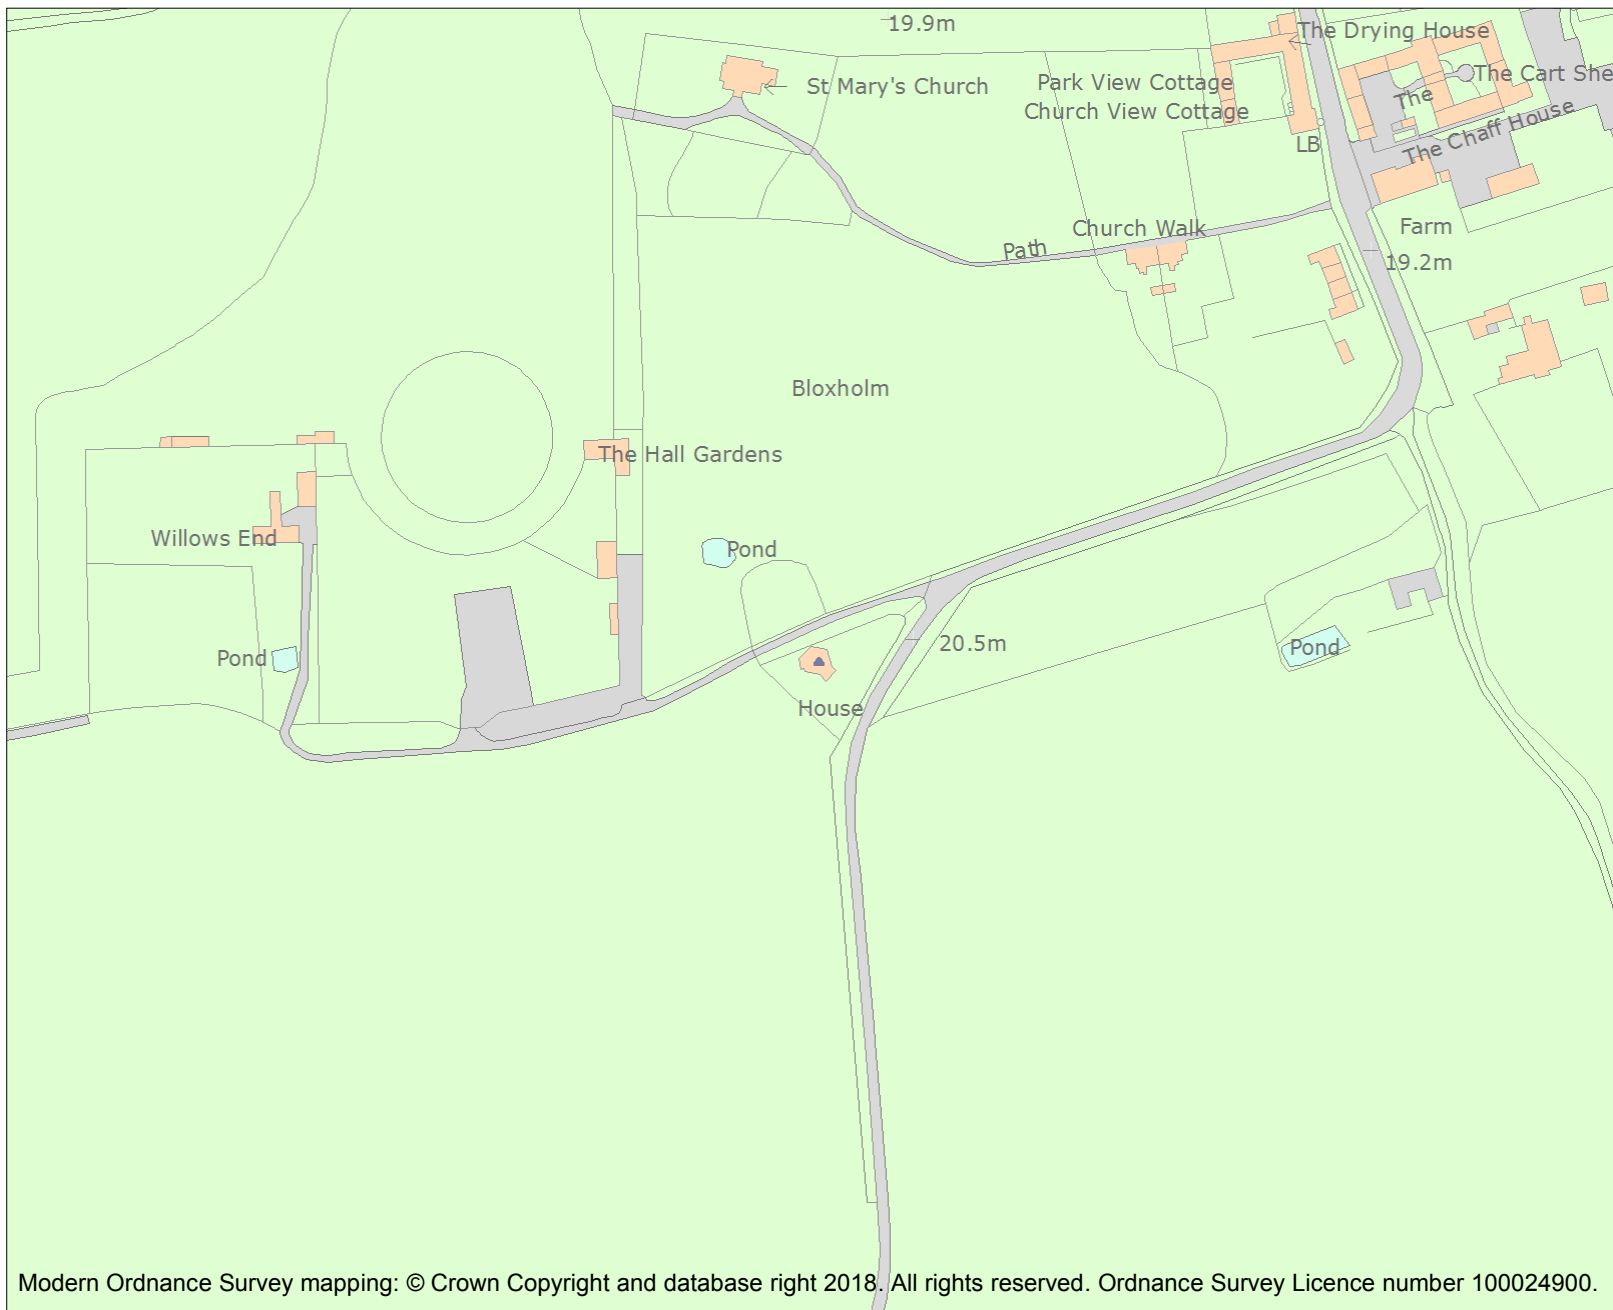 19.9m
The Drying House
St Mary's Church
Park View Cottage
Church View Cottage
The Cart She
The
The Chaff House
LB
Church Walk
Path
Farm
19.2m
Bloxholm
The Hall Gardens
Willows End
Pond
Pond
20.5m
Pond
House
Modern Ordnance Survey mapping: © Crown Copyright and database right 2018. All rights reserved. Ordnance Survey Licence number 100024900.